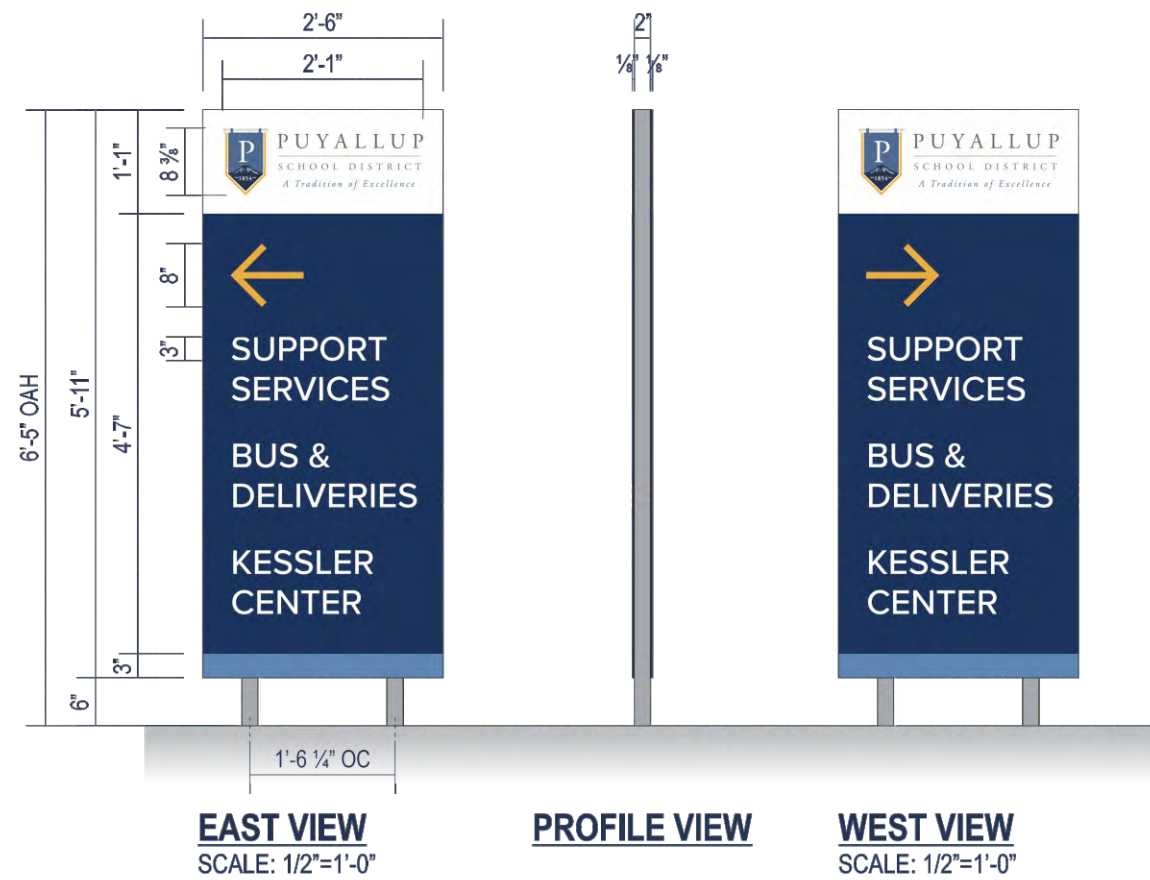 2'-6"
2'-1"
2"
⅛" ⅛"
6'-5" OAH
5'-11"
1'-1"
4'-7"
3"
6"
8 ⅜"
8"
3"
P
1854
PUYALLUP
SCHOOL DISTRICT
A Tradition of Excellence
SUPPORT
SERVICES
BUS &
DELIVERIES
KESSLER
CENTER
1'-6 ¼" OC
P
1854
PUYALLUP
SCHOOL DISTRICT
A Tradition of Excellence
SUPPORT
SERVICES
BUS &
DELIVERIES
KESSLER
CENTER
EAST VIEW
SCALE: 1/2"=1'-0"
PROFILE VIEW
WEST VIEW
SCALE: 1/2"=1'-0"